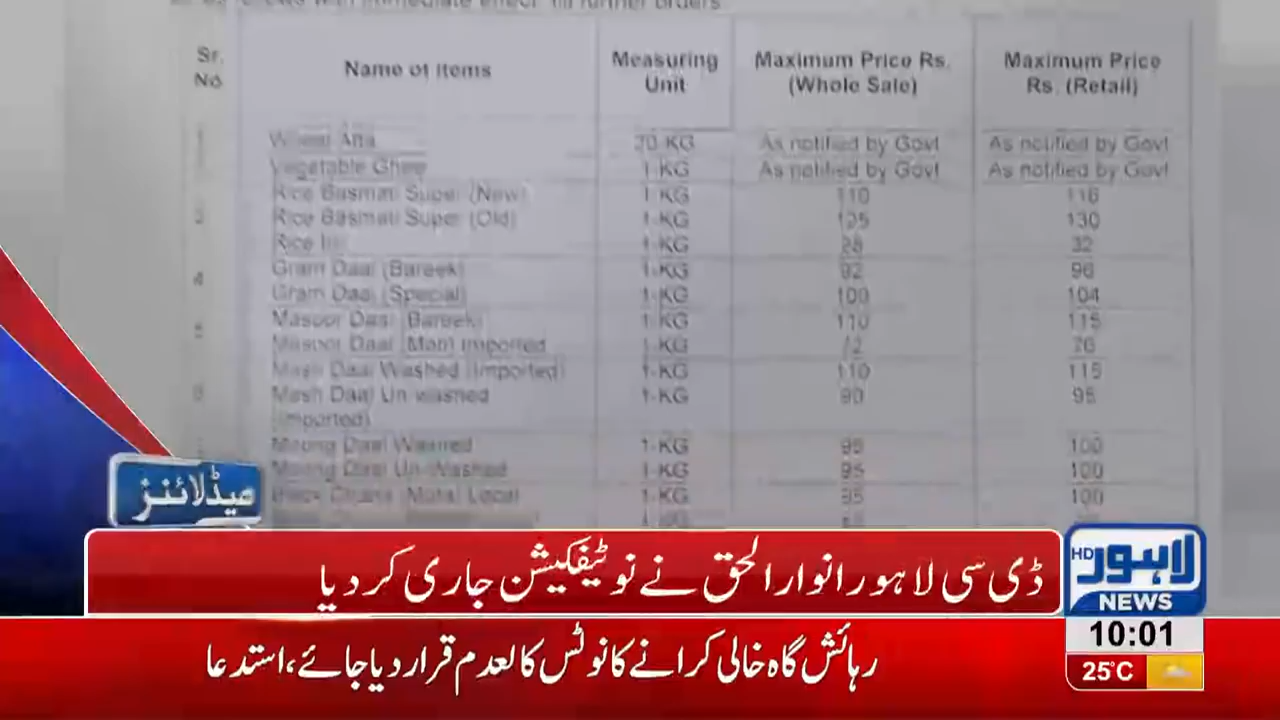 Sr. Name of Items Measuring Maximum Price Rs. Maximum Price
No Unit (Whole Sale) Rs. (Retail)
Wheat Atta 20-KG As notified by Govt As notified by Govt
Vegetable Ghee 1-KG As notified by Govt As notified by Govt
Rice Basmati Super (New) 1-KG 110 116
Rice Basmati Super (Old) 1-KG 125 130
Rice Irri 1-KG 28 32
4 Gram Daal (Bareek) 1-KG 92 96
Gram Daal (Special) 1-KG 100 104
Masoor Daal (Bareek) 1-KG 110 115
Masoor Daal Imported 1-KG 72 76
Mash Daal Washed (Imported) 1-KG 110 115
Mash Daal Un-washed 1-KG 90 95
(Imported)
Moong Daal Washed 1-KG 95 100
Moong Daal Un-Washed 1-KG 95 100
Black Chana Local 1-KG 95 100
ہیڈلائنز
ڈی سی لاہور انوار الحق نے نوٹیفکیشن جاری کر دیا
لاہور HD
NEWS
10:01
25°C
رہائش گاہ خالی کرانے کا نوٹس کالعدم قرار دیا جائے، استدعا